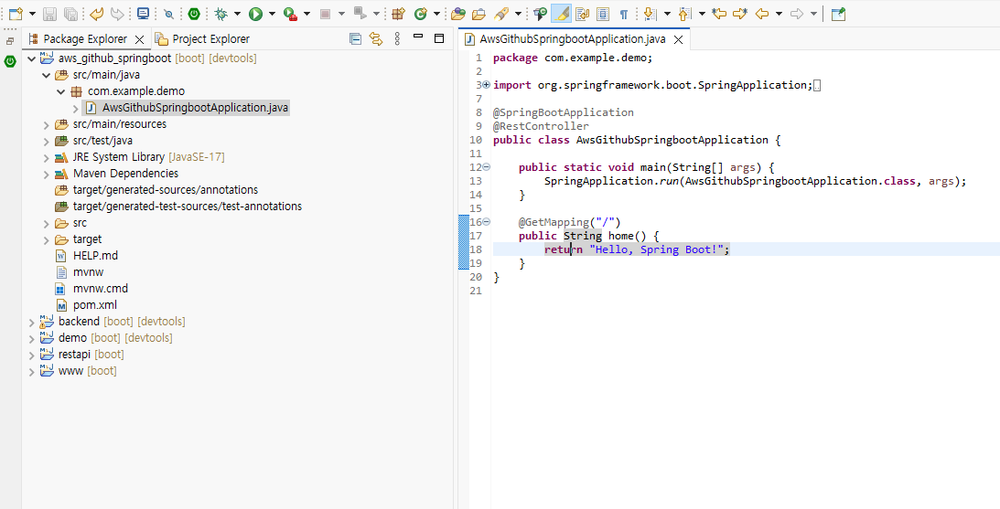 Package Explorer
Project Explorer
aws_github_springboot [boot] [devtools]
src/main/java
com.example.demo
AwsGithubSpringbootApplication.java
src/main/resources
src/test/java
JRE System Library [JavaSE-17]
Maven Dependencies
target/generated-sources/annotations
target/generated-test-sources/test-annotations
src
target
HELP.md
mvnw
mvnw.cmd
pom.xml
backend [boot] [devtools]
demo [boot] [devtools]
restapi [boot]
www [boot]
AwsGithubSpringbootApplication.java
1 package com.example.demo;
2
3 import org.springframework.boot.SpringApplication;
7
8 @SpringBootApplication
9 @RestController
10 public class AwsGithubSpringbootApplication {
11
12 public static void main(String[] args) {
13 SpringApplication.run(AwsGithubSpringbootApplication.class, args);
14 }
15
16 @GetMapping("/")
17 public String home() {
18 return "Hello, Spring Boot!";
19 }
20 }
21